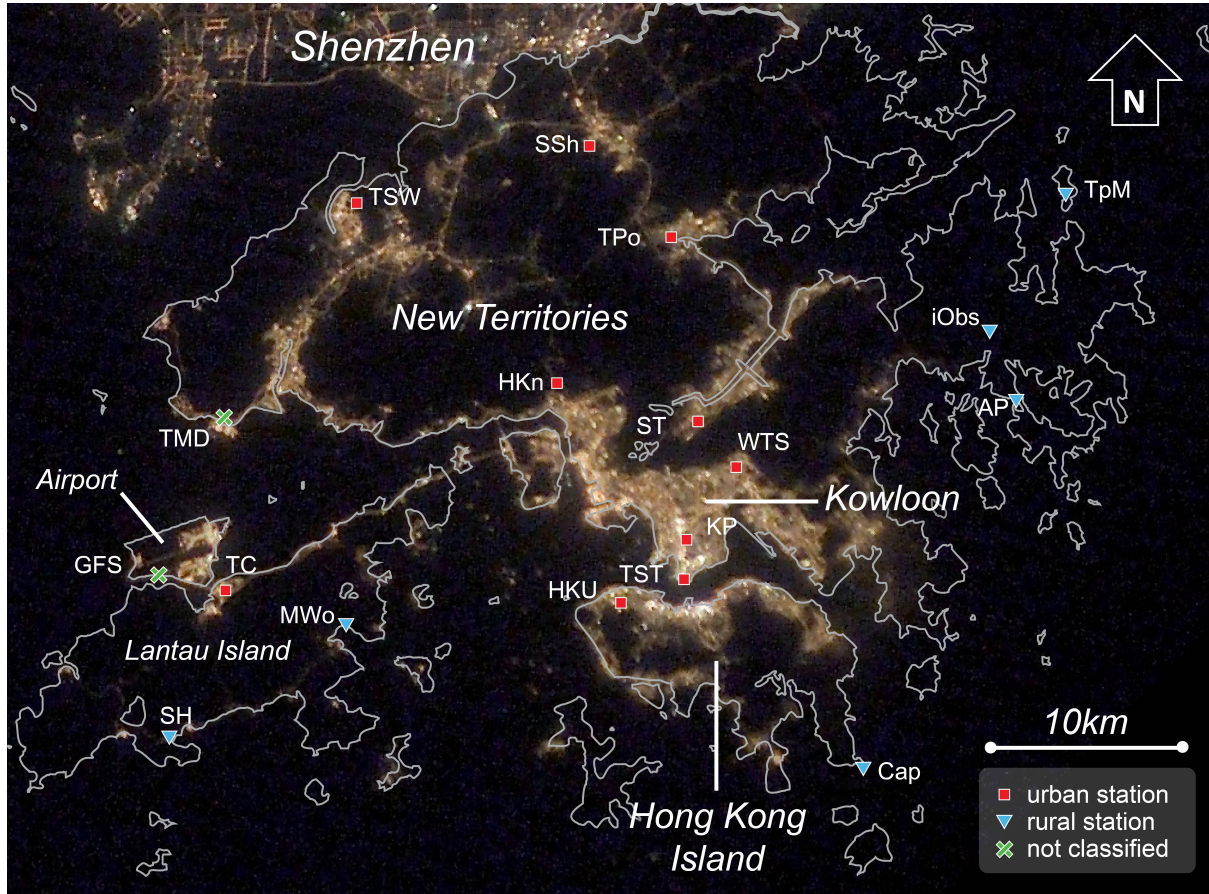 Shenzhen
N
SSh
TSW
TpM
TPo
New Territories
iObs
HKn
AP
ST
TMD
WTS
Airport
Kowloon
KP
GFS
TC
TST
HKU
MWo
Lantau Island
SH
10km
Cap
urban station
Hong Kong
Island
rural station
not classified